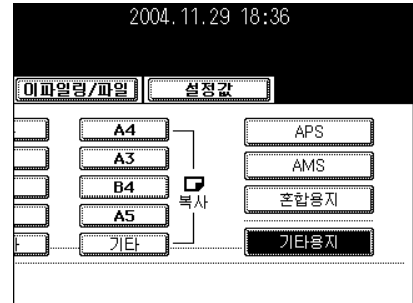 2004.11.29 18:36
이파일링/파일 설정값
A4 APS
A3 AMS
B4 복사 혼합용지
A5
기타 기타용지